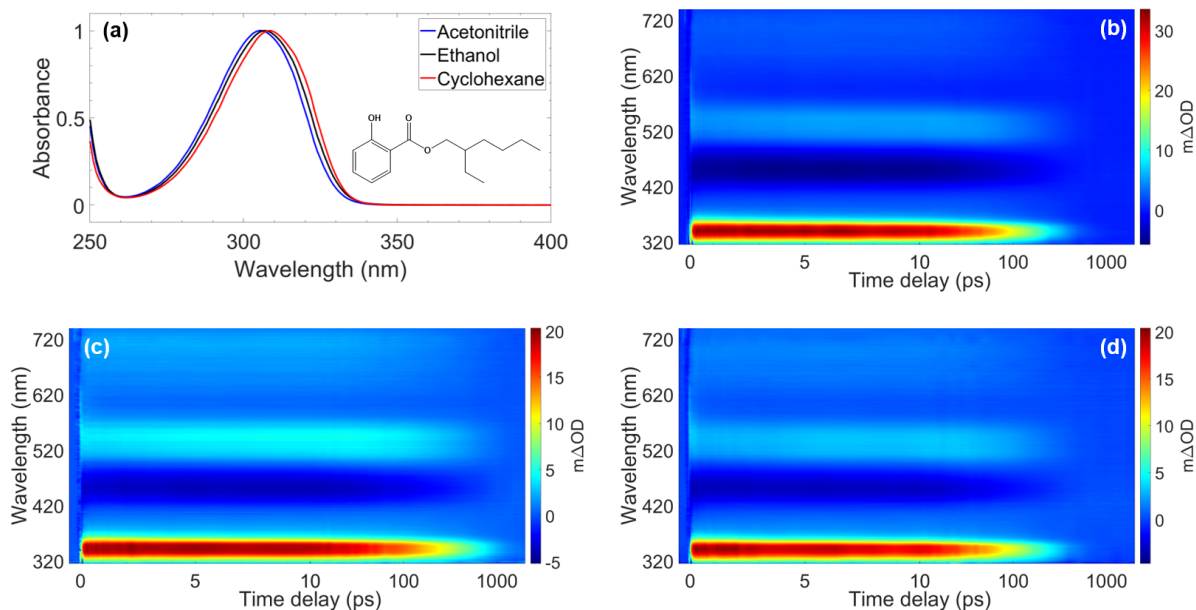 (a)
Acetonitrile
Ethanol
Cyclohexane
1
0.5
0
Absorbance
OH
O
O
250
300
350
400
Wavelength (nm)
(b)
720
620
520
420
320
Wavelength (nm)
0
5
10
100
1000
Time delay (ps)
30
20
10
0
m∆OD
(c)
720
620
520
420
320
Wavelength (nm)
0
5
10
100
1000
Time delay (ps)
20
15
10
5
0
-5
m∆OD
(d)
720
620
520
420
320
Wavelength (nm)
0
5
10
100
1000
Time delay (ps)
20
15
10
5
0
m∆OD